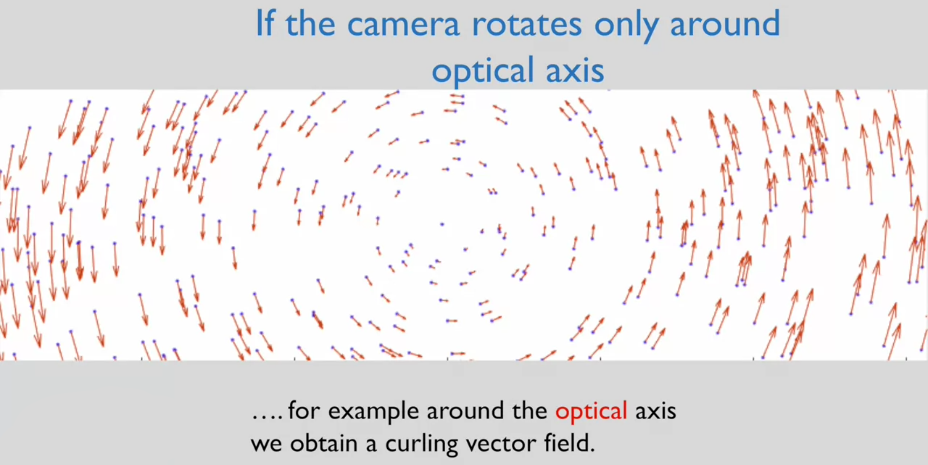 If the camera rotates only around
optical axis
.... for example around the optical axis
we obtain a curling vector field.